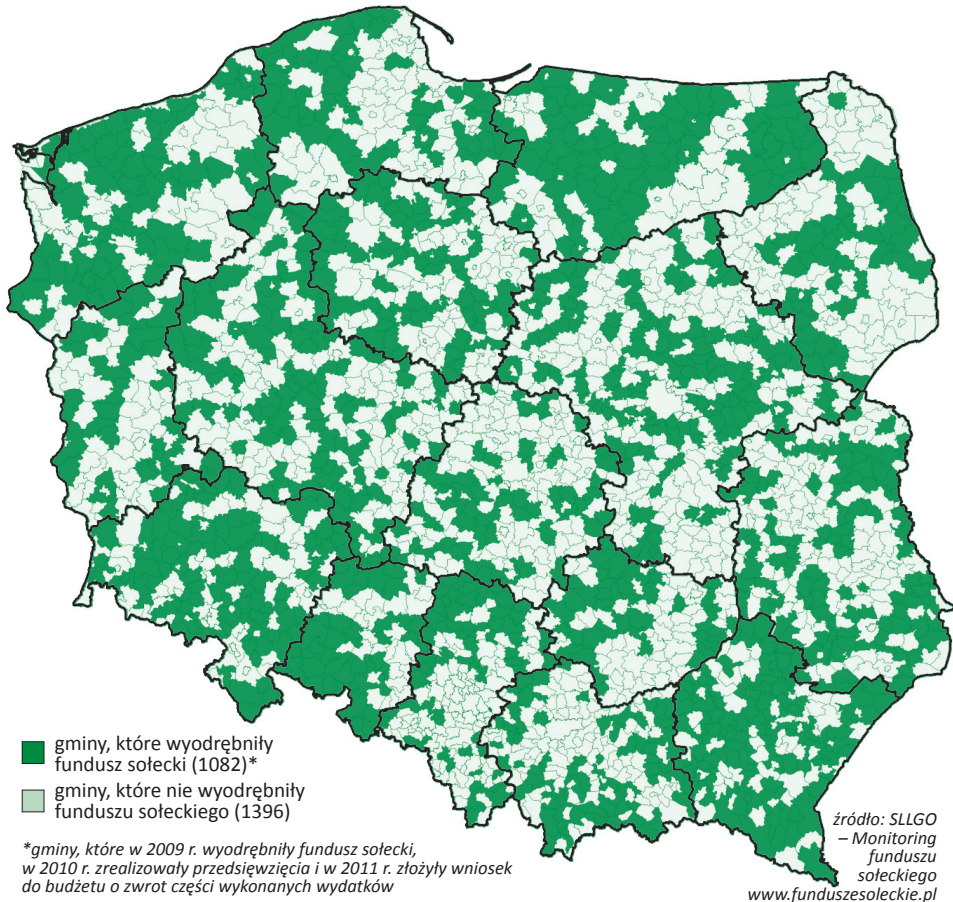 gminy, które wyodrębniły
fundusz sołecki (1082)*
gminy, które nie wyodrębniły
funduszu sołeckiego (1396)
*gminy, które w 2009 r. wyodrębniły fundusz sołecki,
w 2010 r. zrealizowały przedsięwzięcia i w 2011 r. złożyły wniosek
do budżetu o zwrot części wykonanych wydatków
źródło: SLLGO
– Monitoring
funduszu
sołeckiego
www.funduszesoleckie.pl